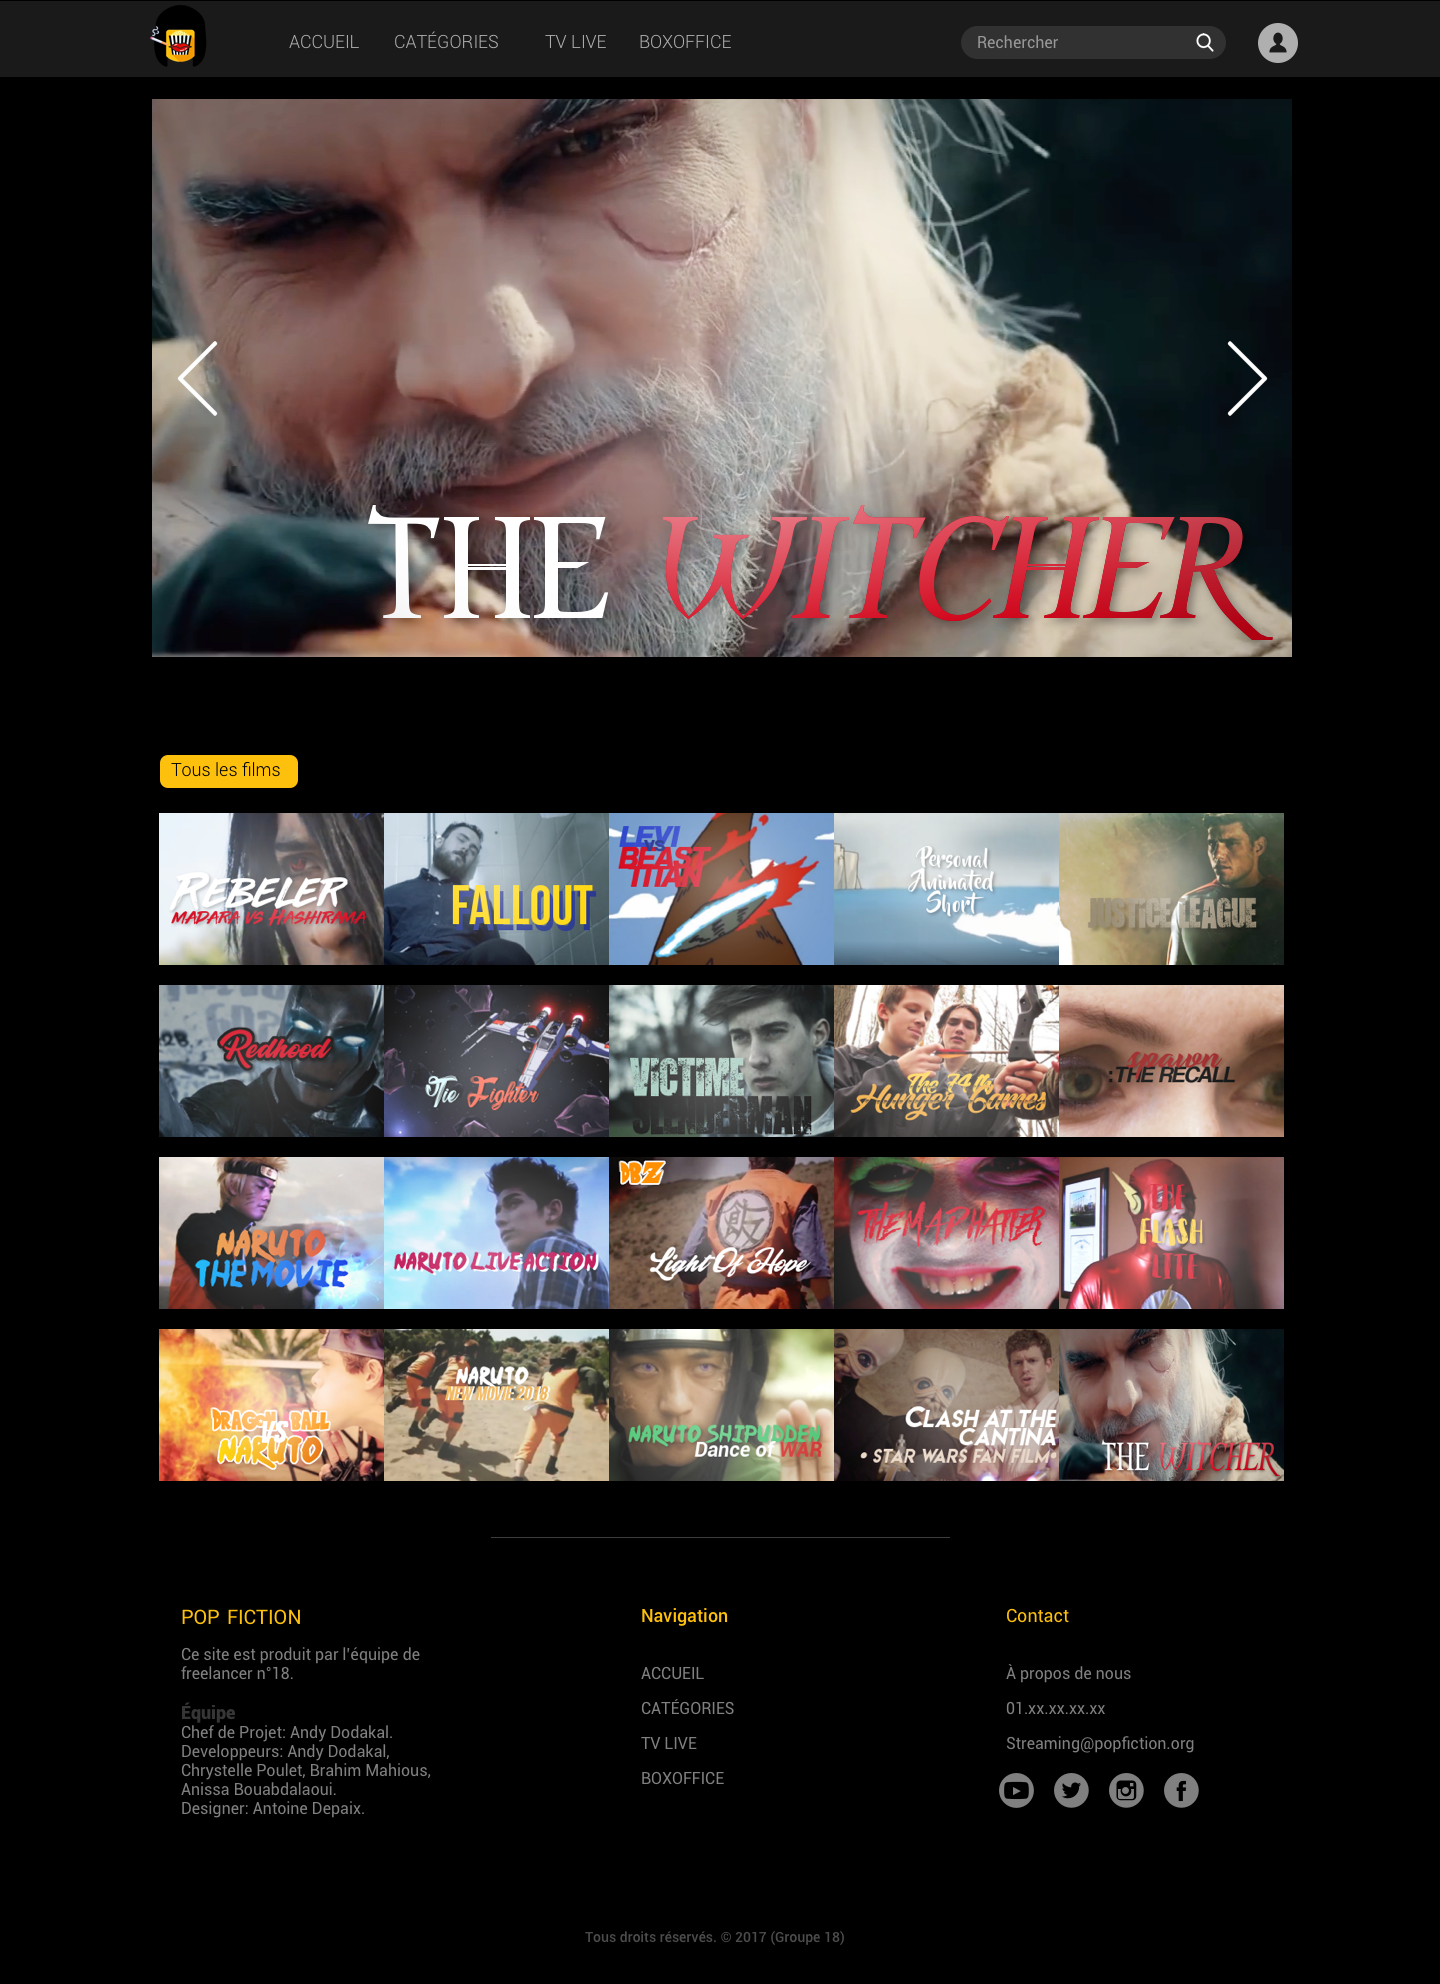 ACCUEIL CATÉGORIES TV LIVE BOXOFFICE Rechercher
THE WITCHER
Tous les films
REBELER
MADARA VS HASHIRAMA
FALLOUT
LEVI
VS
BEAST
TITAN
Personal
Animated
Short
JUSTICE LEAGUE
Redhood
Tie Fighter
VICTIME
SLENDERMAN
The 74th
Hunger Games
spawn
:THE RECALL
NARUTO
THE MOVIE
NARUTO LIVE ACTION
DBZ
Light Of Hope
THE MAD HATTER
THE
FLASH
LITE
DRAGON BALL
VS
NARUTO
NARUTO
NEW MOVIE 2018
NARUTO SHIPUDDEN
Dance of WAR
CLASH AT THE
CANTINA
• STAR WARS FAN FILM•
THE WITCHER
POP FICTION
Ce site est produit par l'équipe de
freelancer n°18.
Équipe
Chef de Projet: Andy Dodakal.
Developpeurs: Andy Dodakal,
Chrystelle Poulet, Brahim Mahious,
Anissa Bouabdalaoui.
Designer: Antoine Depaix.
Navigation
ACCUEIL
CATÉGORIES
TV LIVE
BOXOFFICE
Contact
À propos de nous
01.xx.xx.xx.xx
Streaming@popfiction.org
Tous droits réservés. © 2017 (Groupe 18)